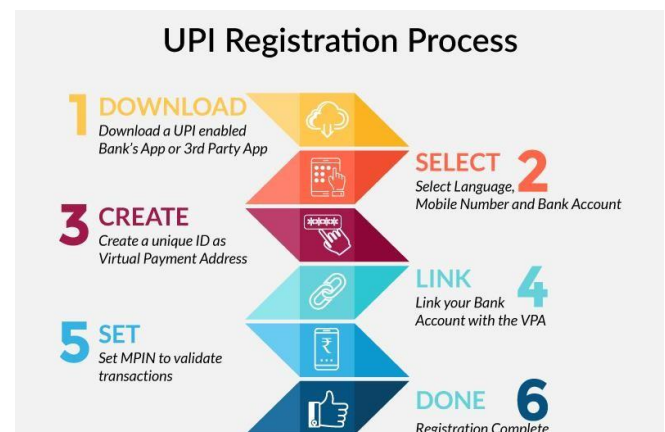 UPI Registration Process
1 DOWNLOAD
Download a UPI enabled
Bank's App or 3rd Party App
SELECT 2
Select Language,
Mobile Number and Bank Account
3 CREATE
****
Create a unique ID as
Virtual Payment Address
LINK 4
Link your Bank
Account with the VPA
5 SET
₹
Set MPIN to validate
transactions
DONE 6
Registration Complete